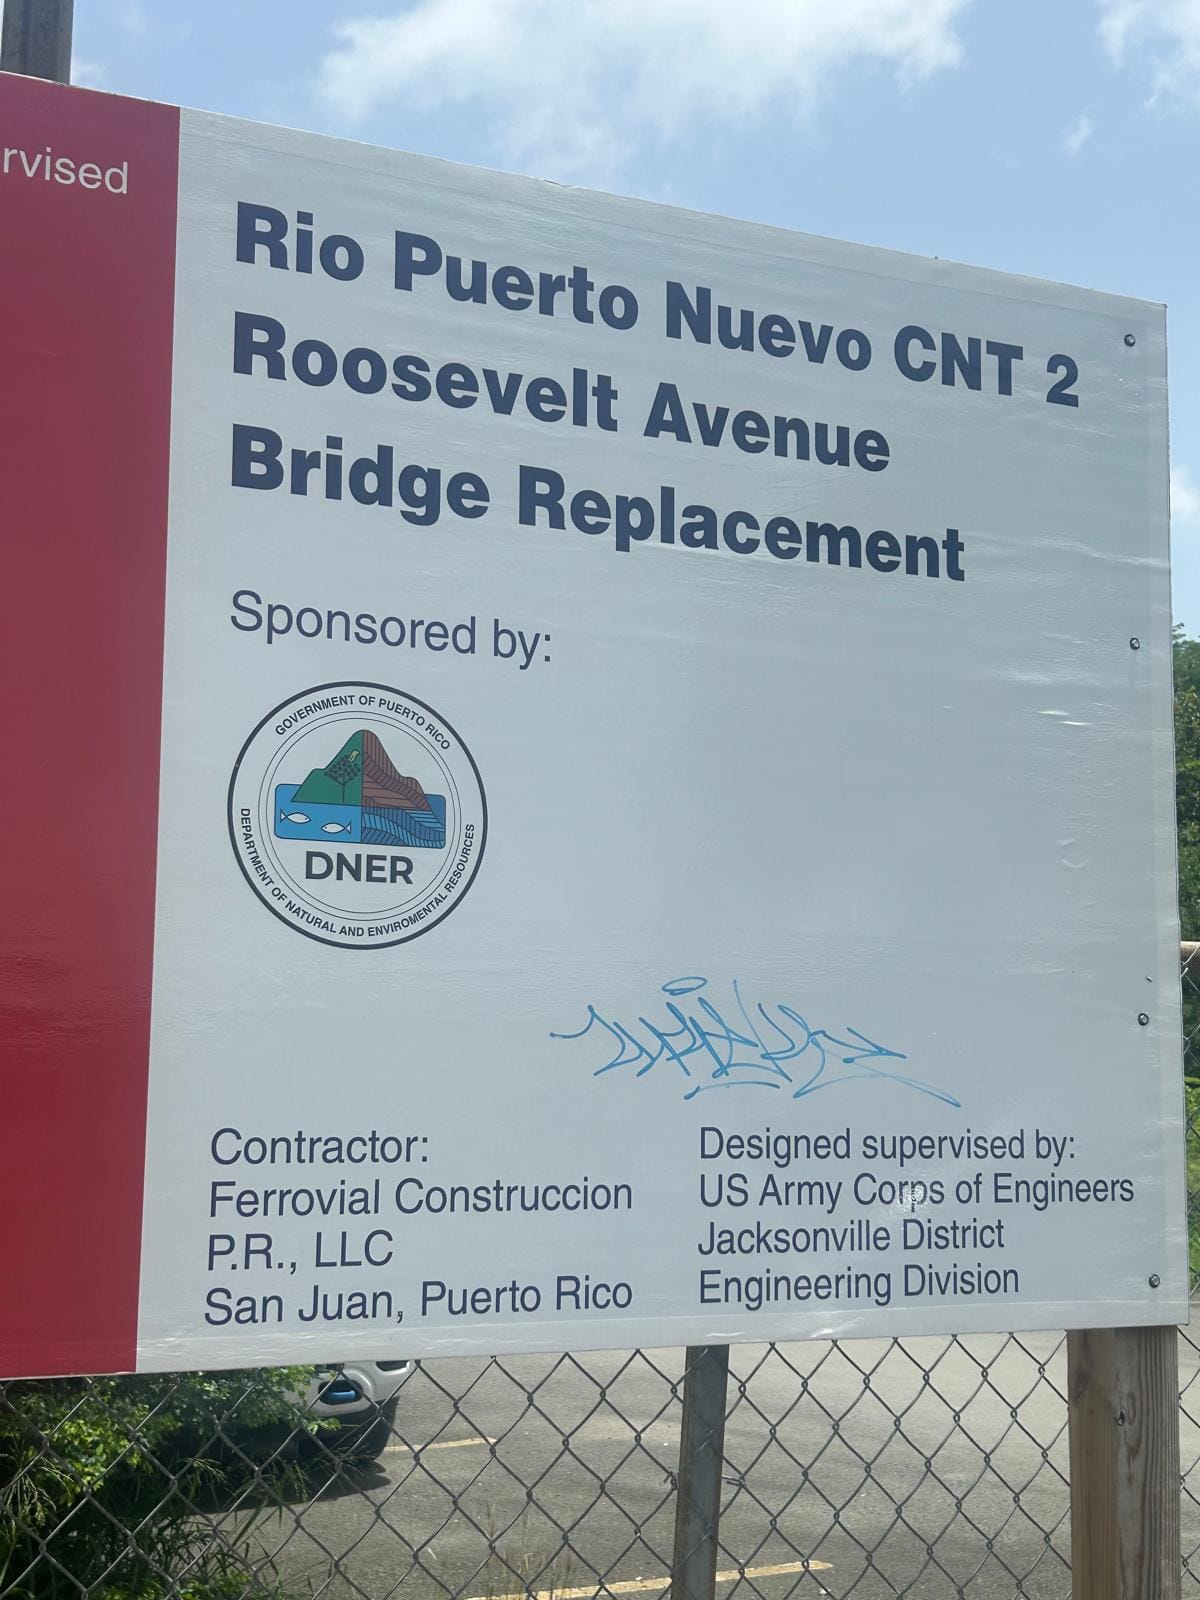 rvised
Rio Puerto Nuevo CNT 2
Roosevelt Avenue
Bridge Replacement
Sponsored by:
GOVERNMENT OF PUERTO RICO
DNER
DEPARTMENT OF NATURAL AND ENVIROMENTAL RESOURCES
Contractor:
Ferrovial Construccion
P.R., LLC
San Juan, Puerto Rico
Designed supervised by:
US Army Corps of Engineers
Jacksonville District
Engineering Division